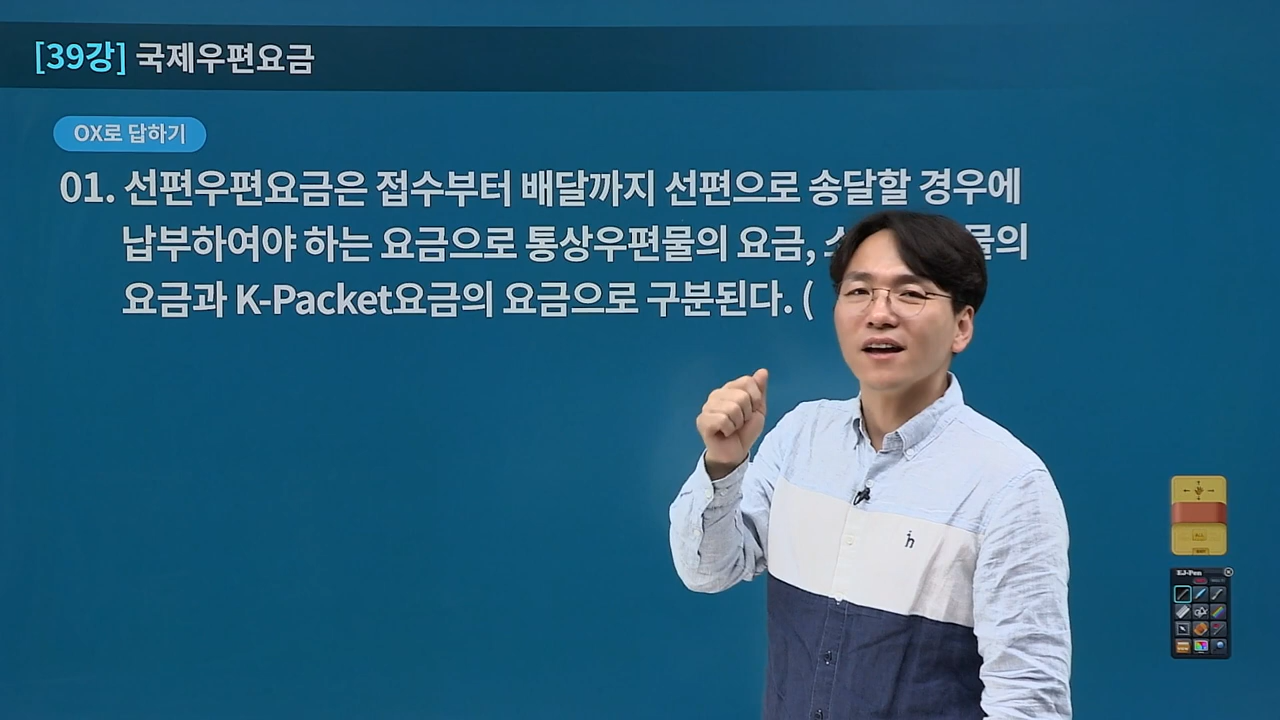 [39강] 국제우편요금
OX로 답하기
01. 선편우편요금은 접수부터 배달까지 선편으로 송달할 경우에
납부하여야 하는 요금으로 통상우편물의 요금,
요금과 K-Packet요금의 요금으로 구분된다. (
EJ-Pen